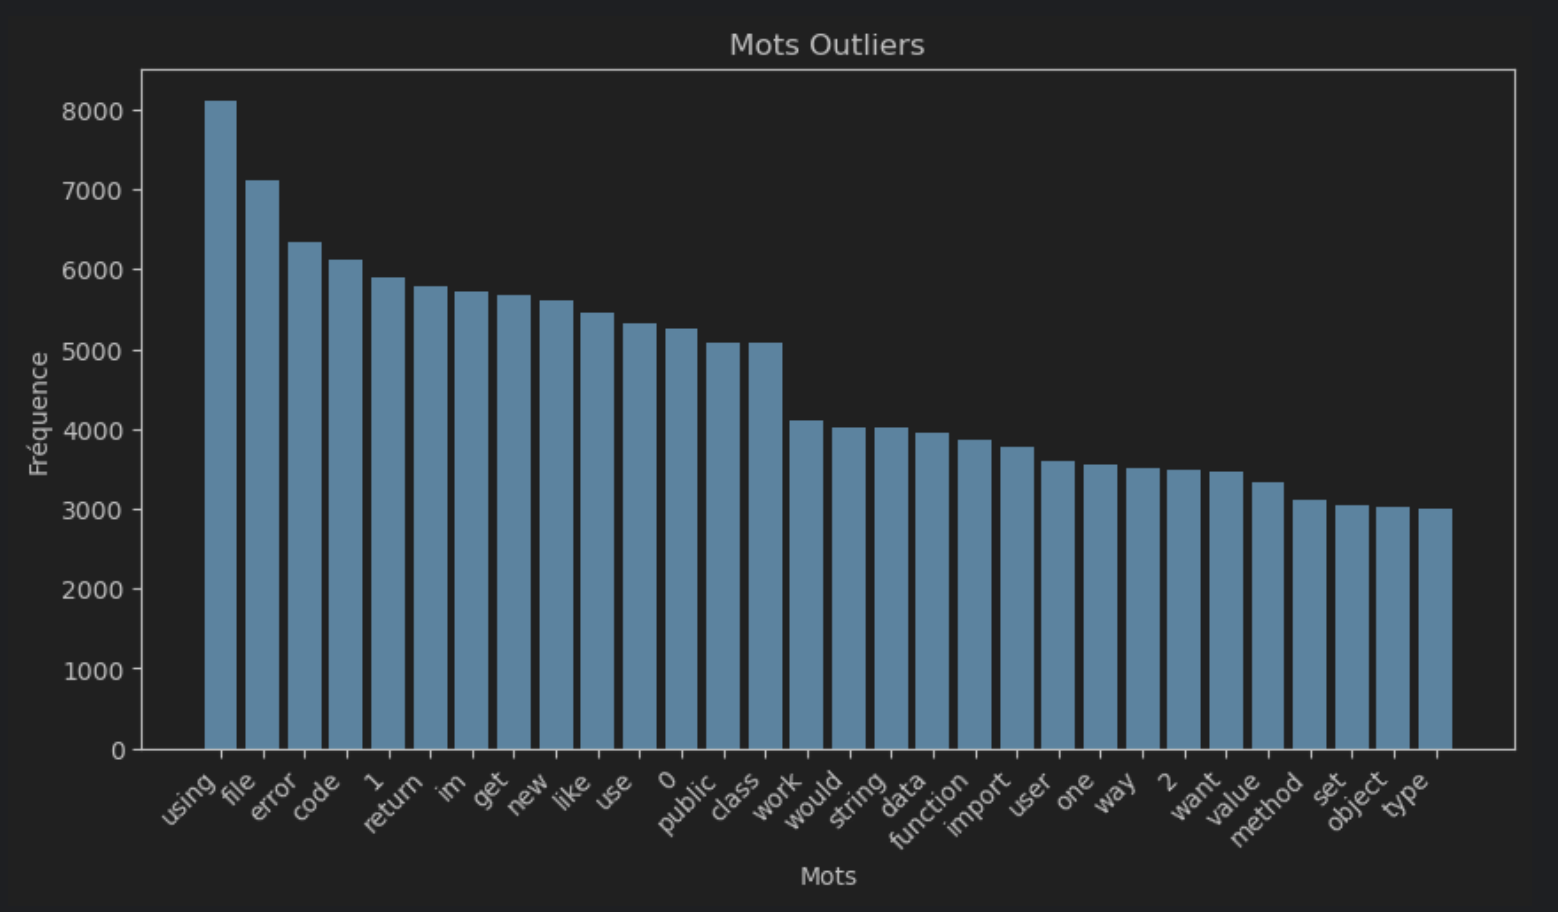 Mots Outliers
8000
7000
6000
5000
4000
3000
2000
1000
0
Fréquence
using
file
error
code
1
return
im
get
new
like
use
0
public
class
work
would
string
data
function
import
user
one
way
2
want
value
method
set
object
type
Mots